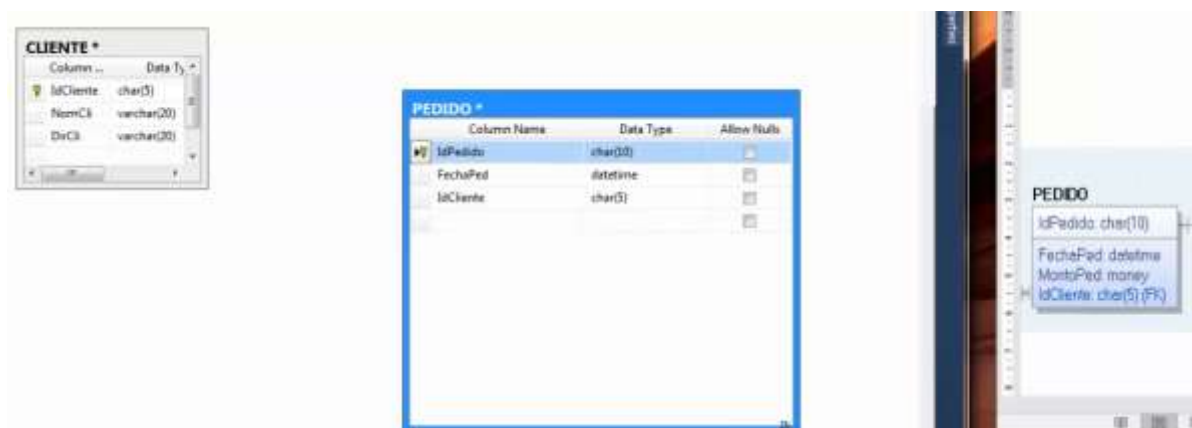 CLIENTE *
Column ... Data Ty
IdCliente char(5)
NomCli varchar(20)
DirCli varchar(20)
PEDIDO *
Column Name Data Type Allow Nulls
IdPedido char(10)
FechaPed datetime
IdCliente char(5)
PEDIDO
IdPedido: char(10)
FechaPed: datetime
MontoPed: money
IdCliente: char(5) (FK)